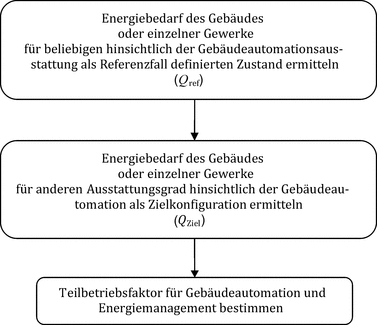 Energiebedarf des Gebäudes
oder einzelner Gewerke
für beliebigen hinsichtlich der Gebäudeautomationsaus-
stattung als Referenzfall definierten Zustand ermitteln
(Qref)
Energiebedarf des Gebäudes
oder einzelner Gewerke
für anderen Ausstattungsgrad hinsichtlich der Gebäudeau-
tomation als Zielkonfiguration ermitteln
(QZiel)
Teilbetriebsfaktor für Gebäudeautomation und
Energiemanagement bestimmen